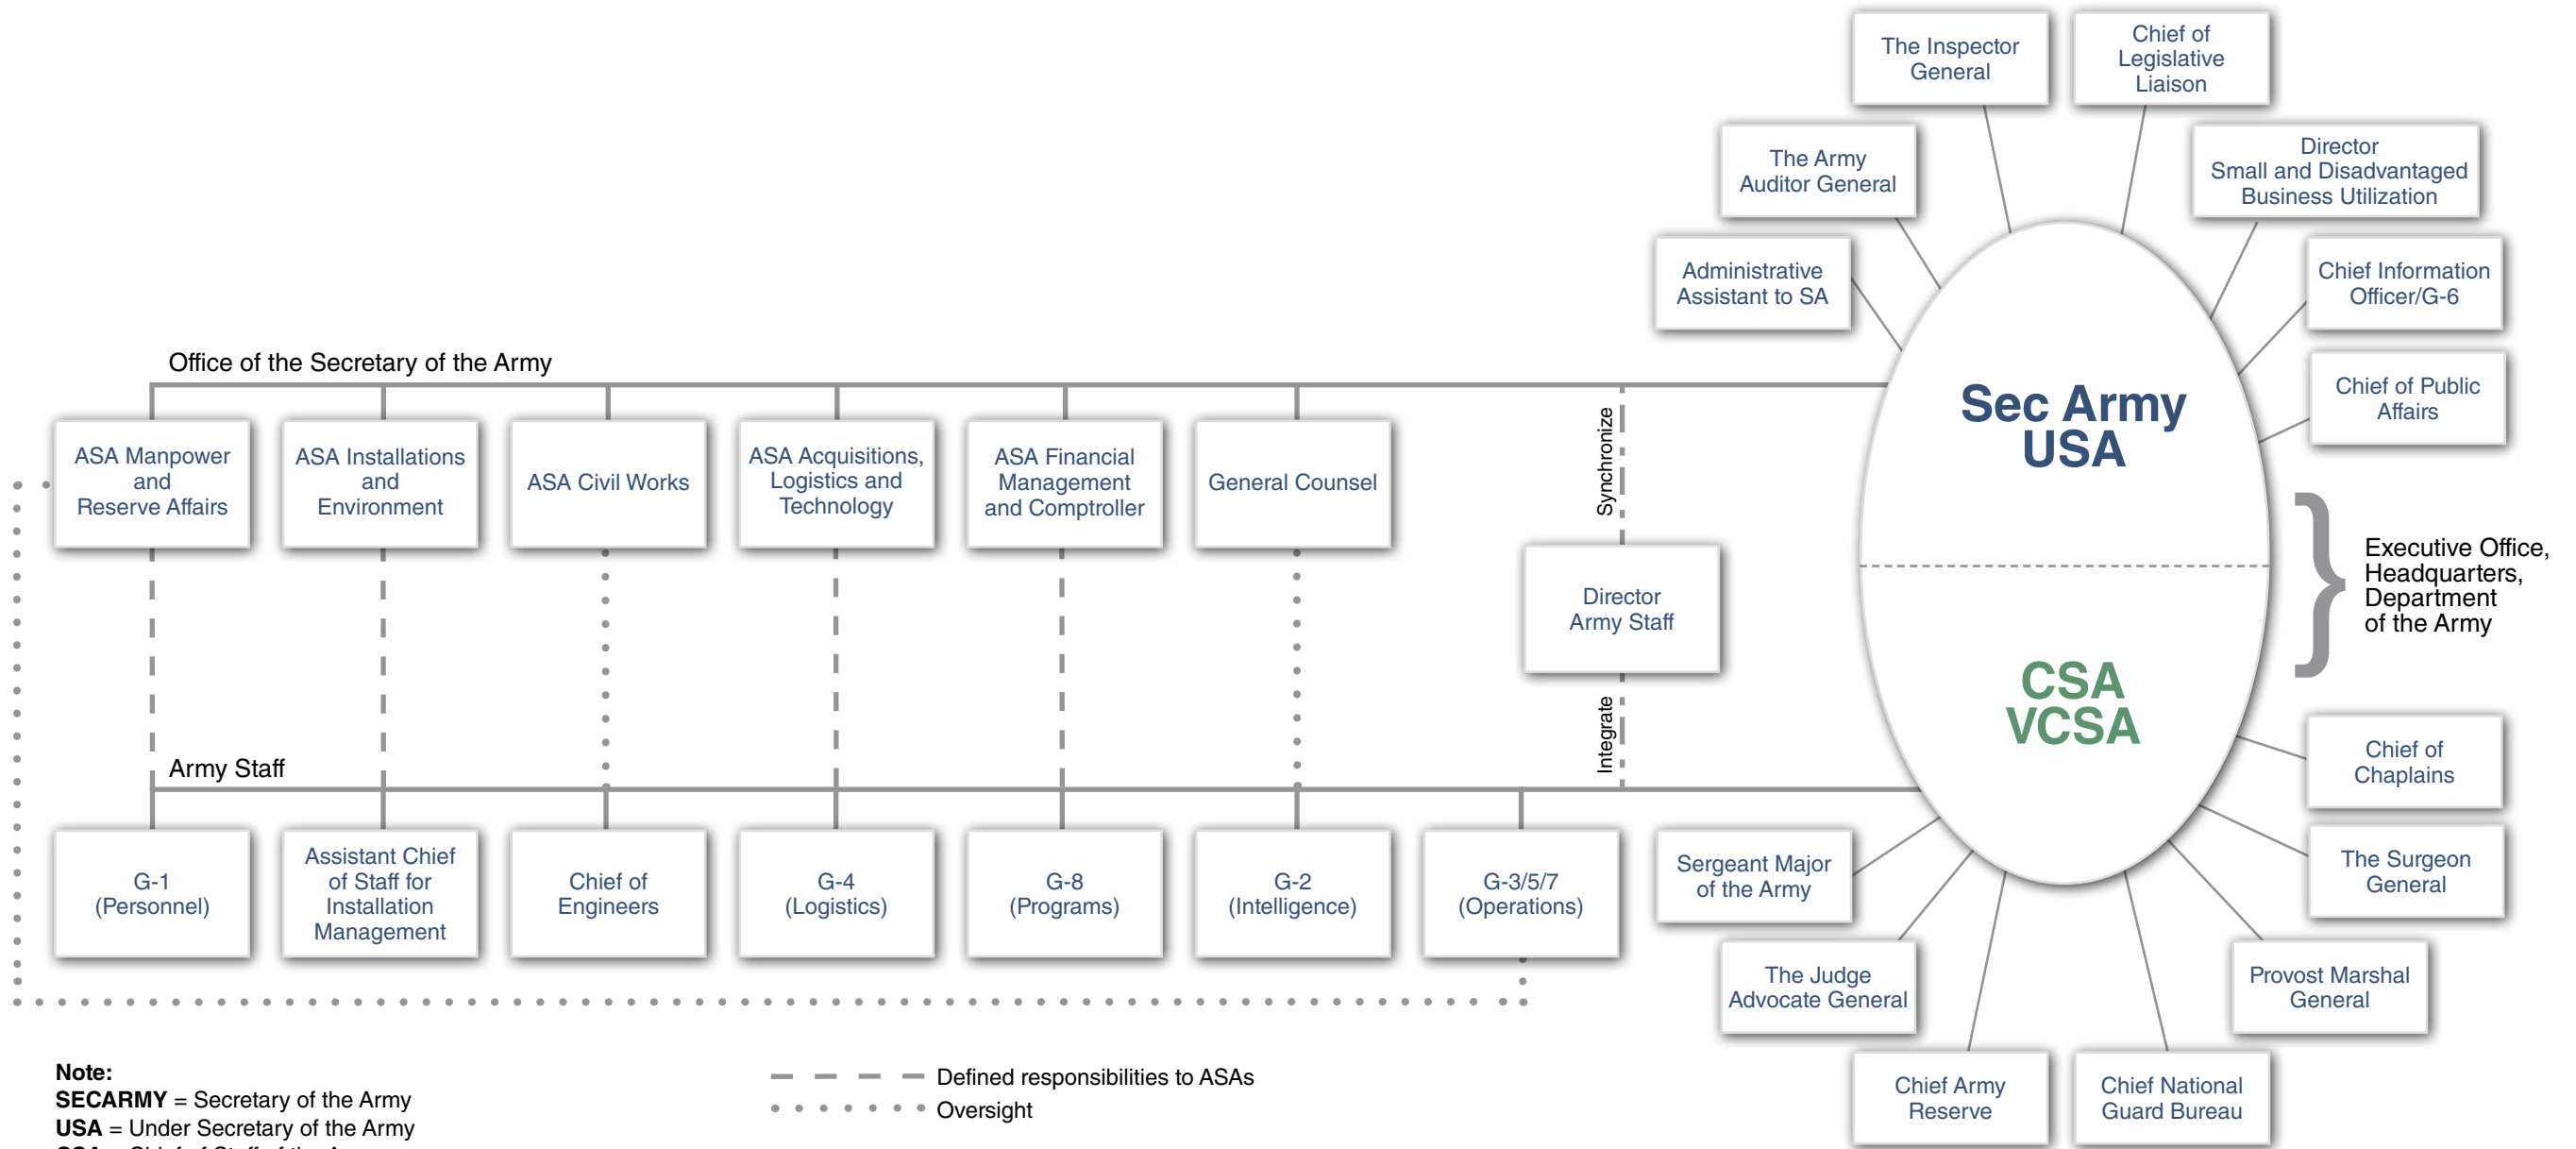 The Inspector
General
Chief of
Legislative
Liaison
The Army
Auditor General
Director
Small and Disadvantaged
Business Utilization
Administrative
Assistant to SA
Chief Information
Officer/G-6
Chief of Public
Affairs
Office of the Secretary of the Army
ASA Manpower
and
Reserve Affairs
ASA Installations
and
Environment
ASA Civil Works
ASA Acquisitions,
Logistics and
Technology
ASA Financial
Management
and Comptroller
General Counsel
Synchronize
Director
Army Staff
Integrate
Sec Army
USA
CSA
VCSA
Executive Office,
Headquarters,
Department
of the Army
Army Staff
G-1
(Personnel)
Assistant Chief
of Staff for
Installation
Management
Chief of
Engineers
G-4
(Logistics)
G-8
(Programs)
G-2
(Intelligence)
G-3/5/7
(Operations)
Chief of
Chaplains
Sergeant Major
of the Army
The Surgeon
General
The Judge
Advocate General
Provost Marshal
General
Chief Army
Reserve
Chief National
Guard Bureau
Note:
SECARMY = Secretary of the Army
USA = Under Secretary of the Army
CSA = Chief of Staff of the Army
Defined responsibilities to ASAs
Oversight